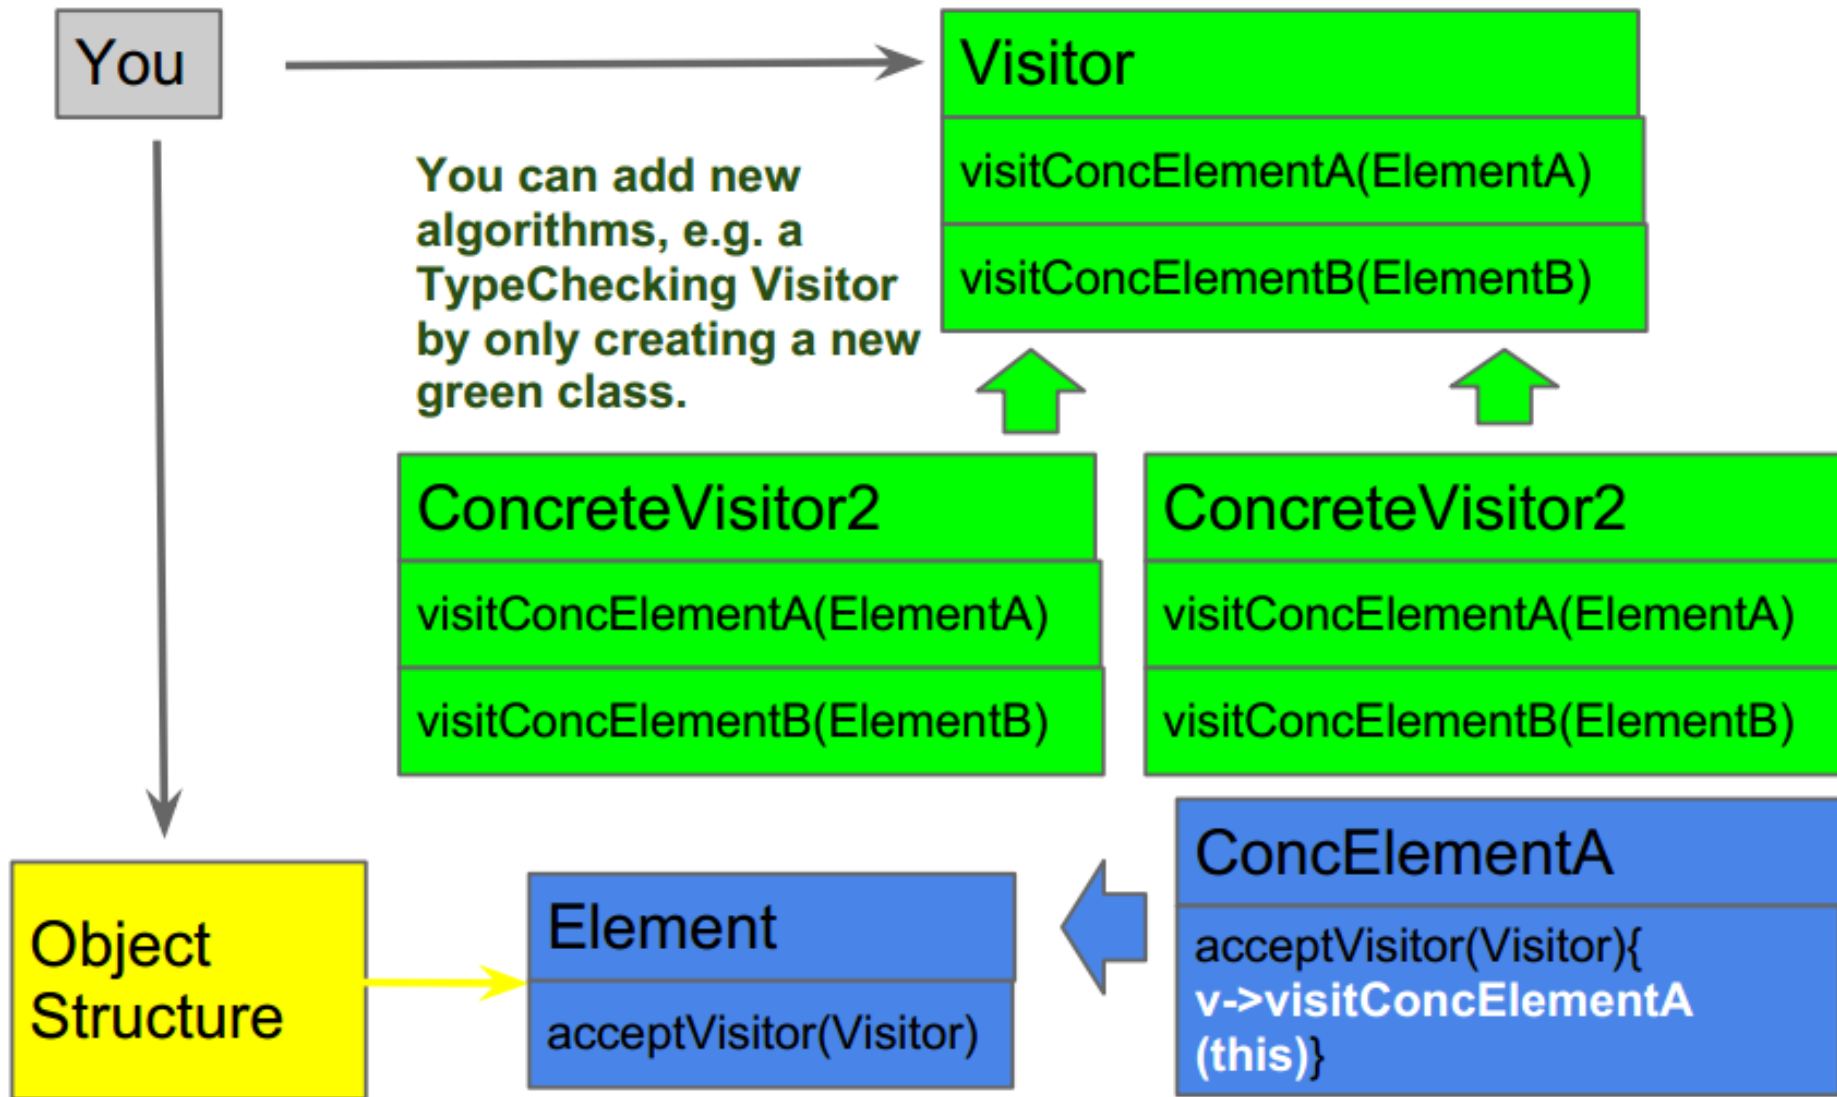 You
Visitor
visitConcElementA(ElementA)
visitConcElementB(ElementB)
You can add new
algorithms, e.g. a
TypeChecking Visitor
by only creating a new
green class.
ConcreteVisitor2
visitConcElementA(ElementA)
visitConcElementB(ElementB)
ConcreteVisitor2
visitConcElementA(ElementA)
visitConcElementB(ElementB)
Object
Structure
Element
acceptVisitor(Visitor)
ConcElementA
acceptVisitor(Visitor){
v->visitConcElementA
(this)}